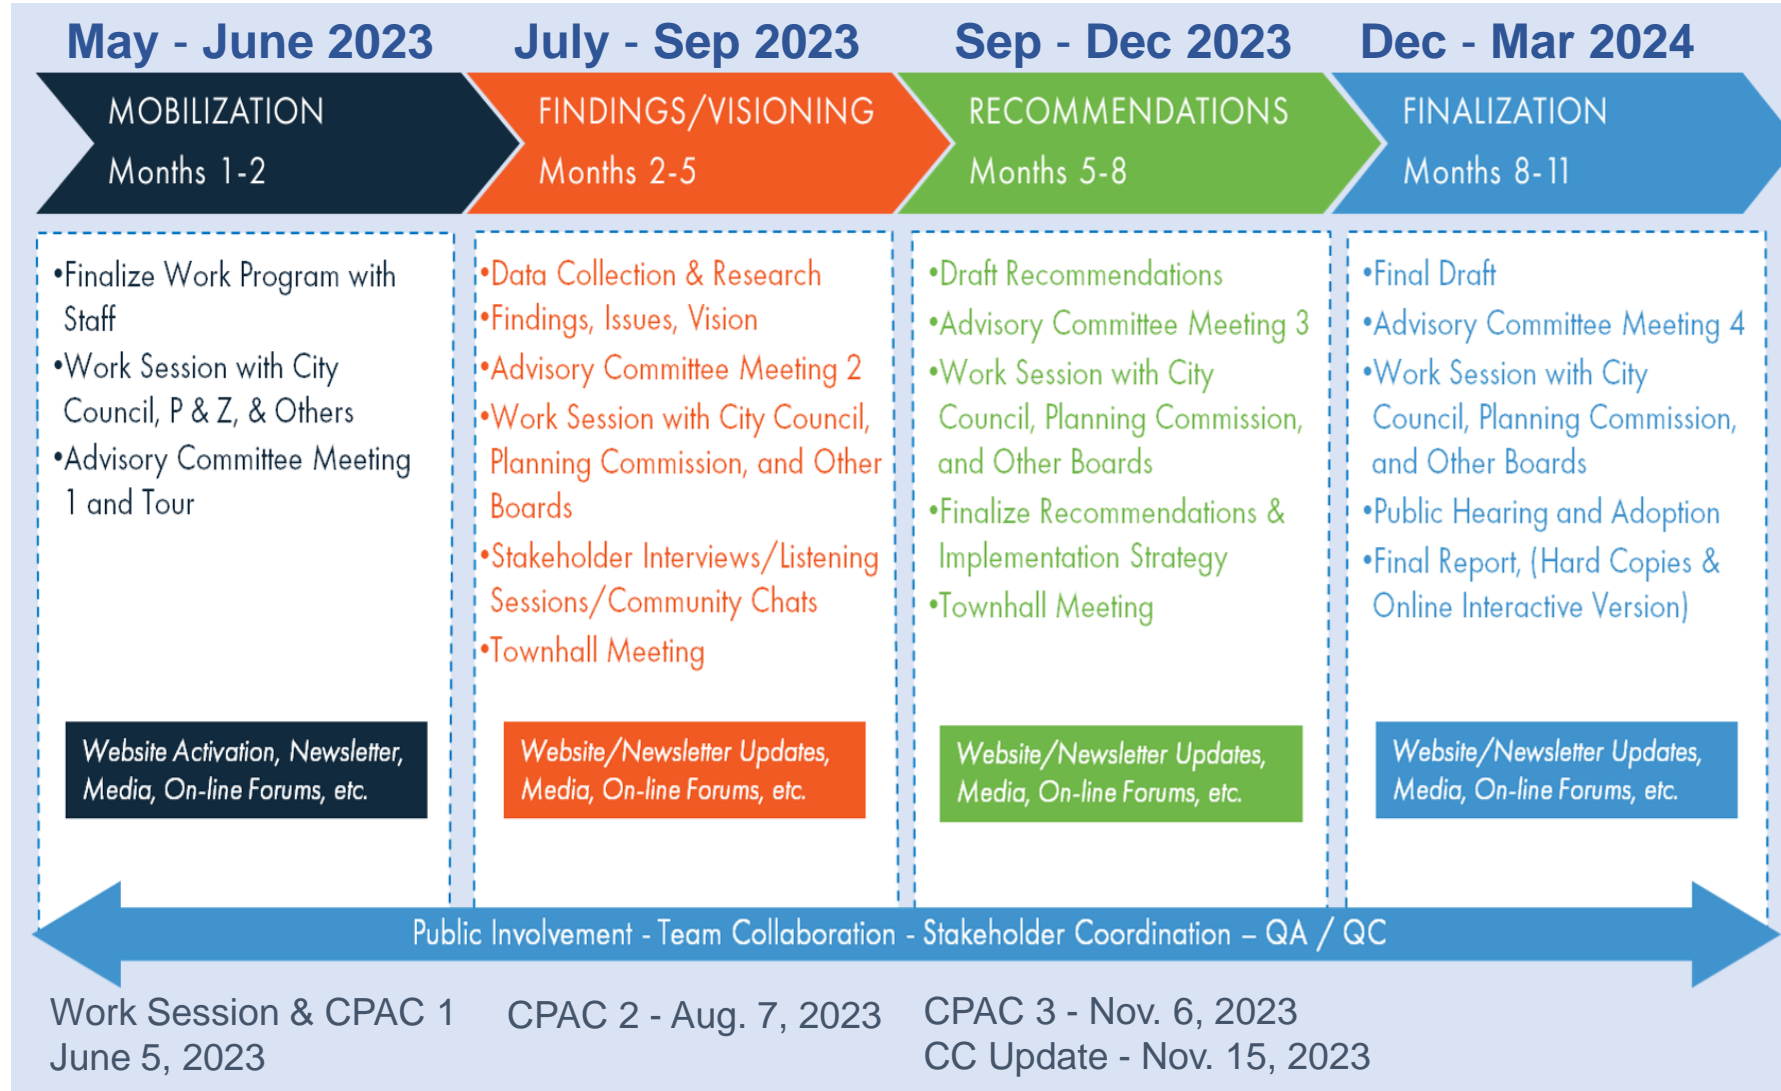 May - June 2023
July - Sep 2023
Sep - Dec 2023
Dec - Mar 2024
MOBILIZATION
Months 1-2
FINDINGS/VISIONING
Months 2-5
RECOMMENDATIONS
Months 5-8
FINALIZATION
Months 8-11
•Finalize Work Program with
Staff
•Work Session with City
Council, P & Z, & Others
•Advisory Committee Meeting
1 and Tour
Website Activation, Newsletter,
Media, On-line Forums, etc.
•Data Collection & Research
•Findings, Issues, Vision
•Advisory Committee Meeting 2
•Work Session with City Council,
Planning Commission, and Other
Boards
•Stakeholder Interviews/Listening
Sessions/Community Chats
•Townhall Meeting
Website/Newsletter Updates,
Media, On-line Forums, etc.
•Draft Recommendations
•Advisory Committee Meeting 3
•Work Session with City
Council, Planning Commission,
and Other Boards
•Finalize Recommendations &
Implementation Strategy
•Townhall Meeting
Website/Newsletter Updates,
Media, On-line Forums, etc.
•Final Draft
•Advisory Committee Meeting 4
•Work Session with City
Council, Planning Commission,
and Other Boards
•Public Hearing and Adoption
•Final Report, (Hard Copies &
Online Interactive Version)
Website/Newsletter Updates,
Media, On-line Forums, etc.
Public Involvement - Team Collaboration - Stakeholder Coordination – QA / QC
Work Session & CPAC 1
June 5, 2023
CPAC 2 - Aug. 7, 2023
CPAC 3 - Nov. 6, 2023
CC Update - Nov. 15, 2023